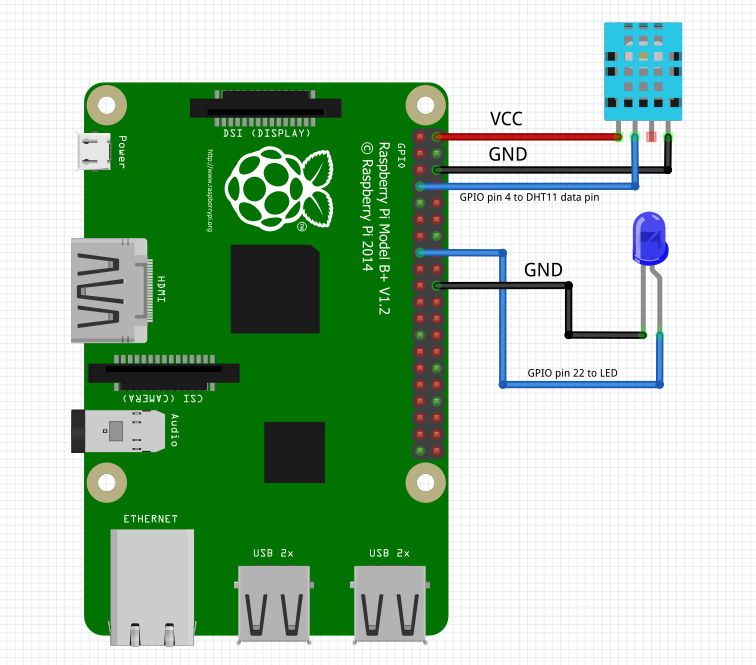 VCC
GND
GPIO pin 4 to DHT11 data pin
GND
GPIO pin 22 to LED
DSI (DISPLAY)
Power
http://www.raspberrypi.org
GPIO
Raspberry Pi Model B+ V1.2
© Raspberry Pi 2014
HDMI
CSI (CAMERA)
Audio
ETHERNET
USB 2x
USB 2x